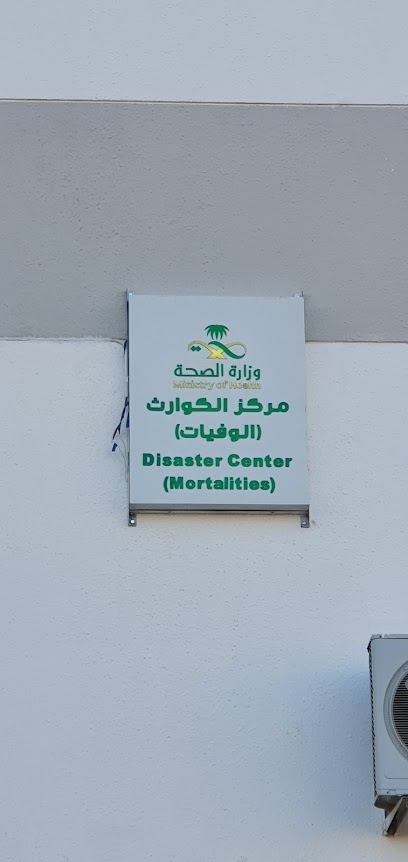 وزارة الصحة
Ministry of Health
مركز الكوارث
(الوفيات)
Disaster Center
(Mortalities)